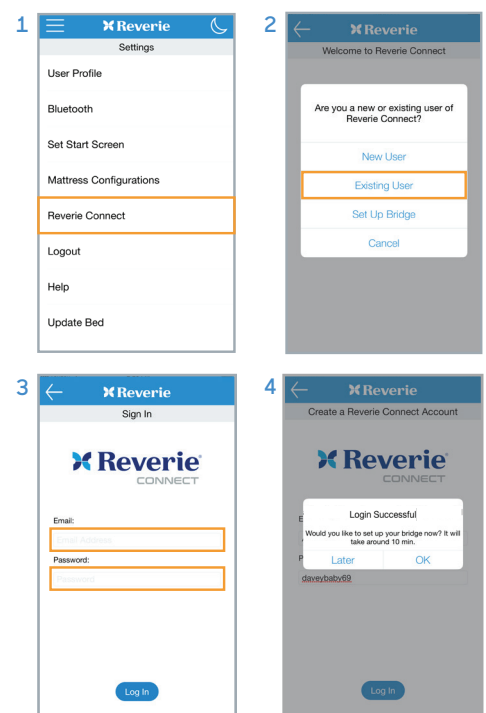 1
Reverie
Settings
User Profile
Bluetooth
Set Start Screen
Mattress Configurations
Reverie Connect
Logout
Help
Update Bed
2
Reverie
Welcome to Reverie Connect
Are you a new or existing user of
Reverie Connect?
New User
Existing User
Set Up Bridge
Cancel
3
Reverie
Sign In
Reverie
CONNECT
Email:
Email Address
Password:
Password
Log In
4
Reverie
Create a Reverie Connect Account
Reverie
CONNECT
E
Login Successful
Would you like to set up your bridge now? It will
take around 10 min.
P
Later OK
daveybaby69
Log In